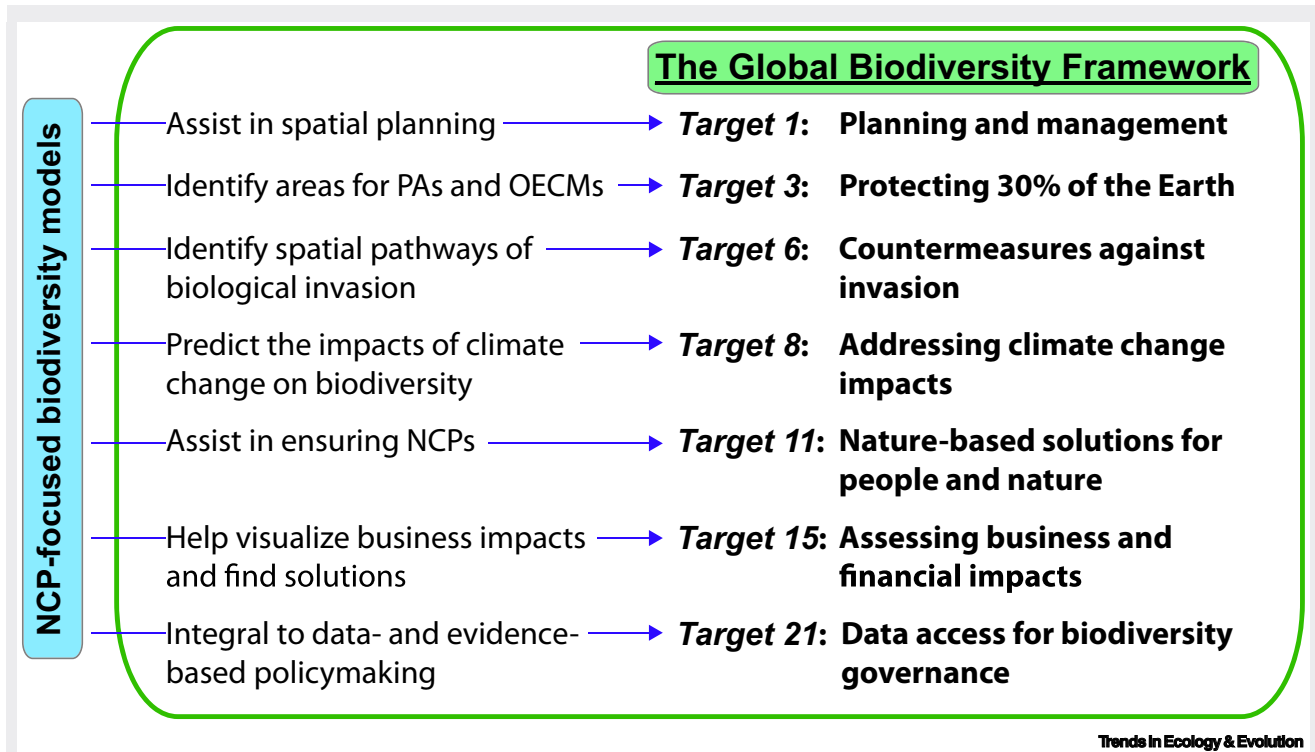 The Global Biodiversity Framework
NCP-focused biodiversity models
Assist in spatial planning
Target 1: Planning and management
Identify areas for PAs and OECMs
Target 3: Protecting 30% of the Earth
Identify spatial pathways of
biological invasion
Target 6: Countermeasures against
invasion
Predict the impacts of climate
change on biodiversity
Target 8: Addressing climate change
impacts
Assist in ensuring NCPs
Target 11: Nature-based solutions for
people and nature
Help visualize business impacts
and find solutions
Target 15: Assessing business and
financial impacts
Integral to data- and evidence-
based policymaking
Target 21: Data access for biodiversity
governance
Trends in Ecology & Evolution